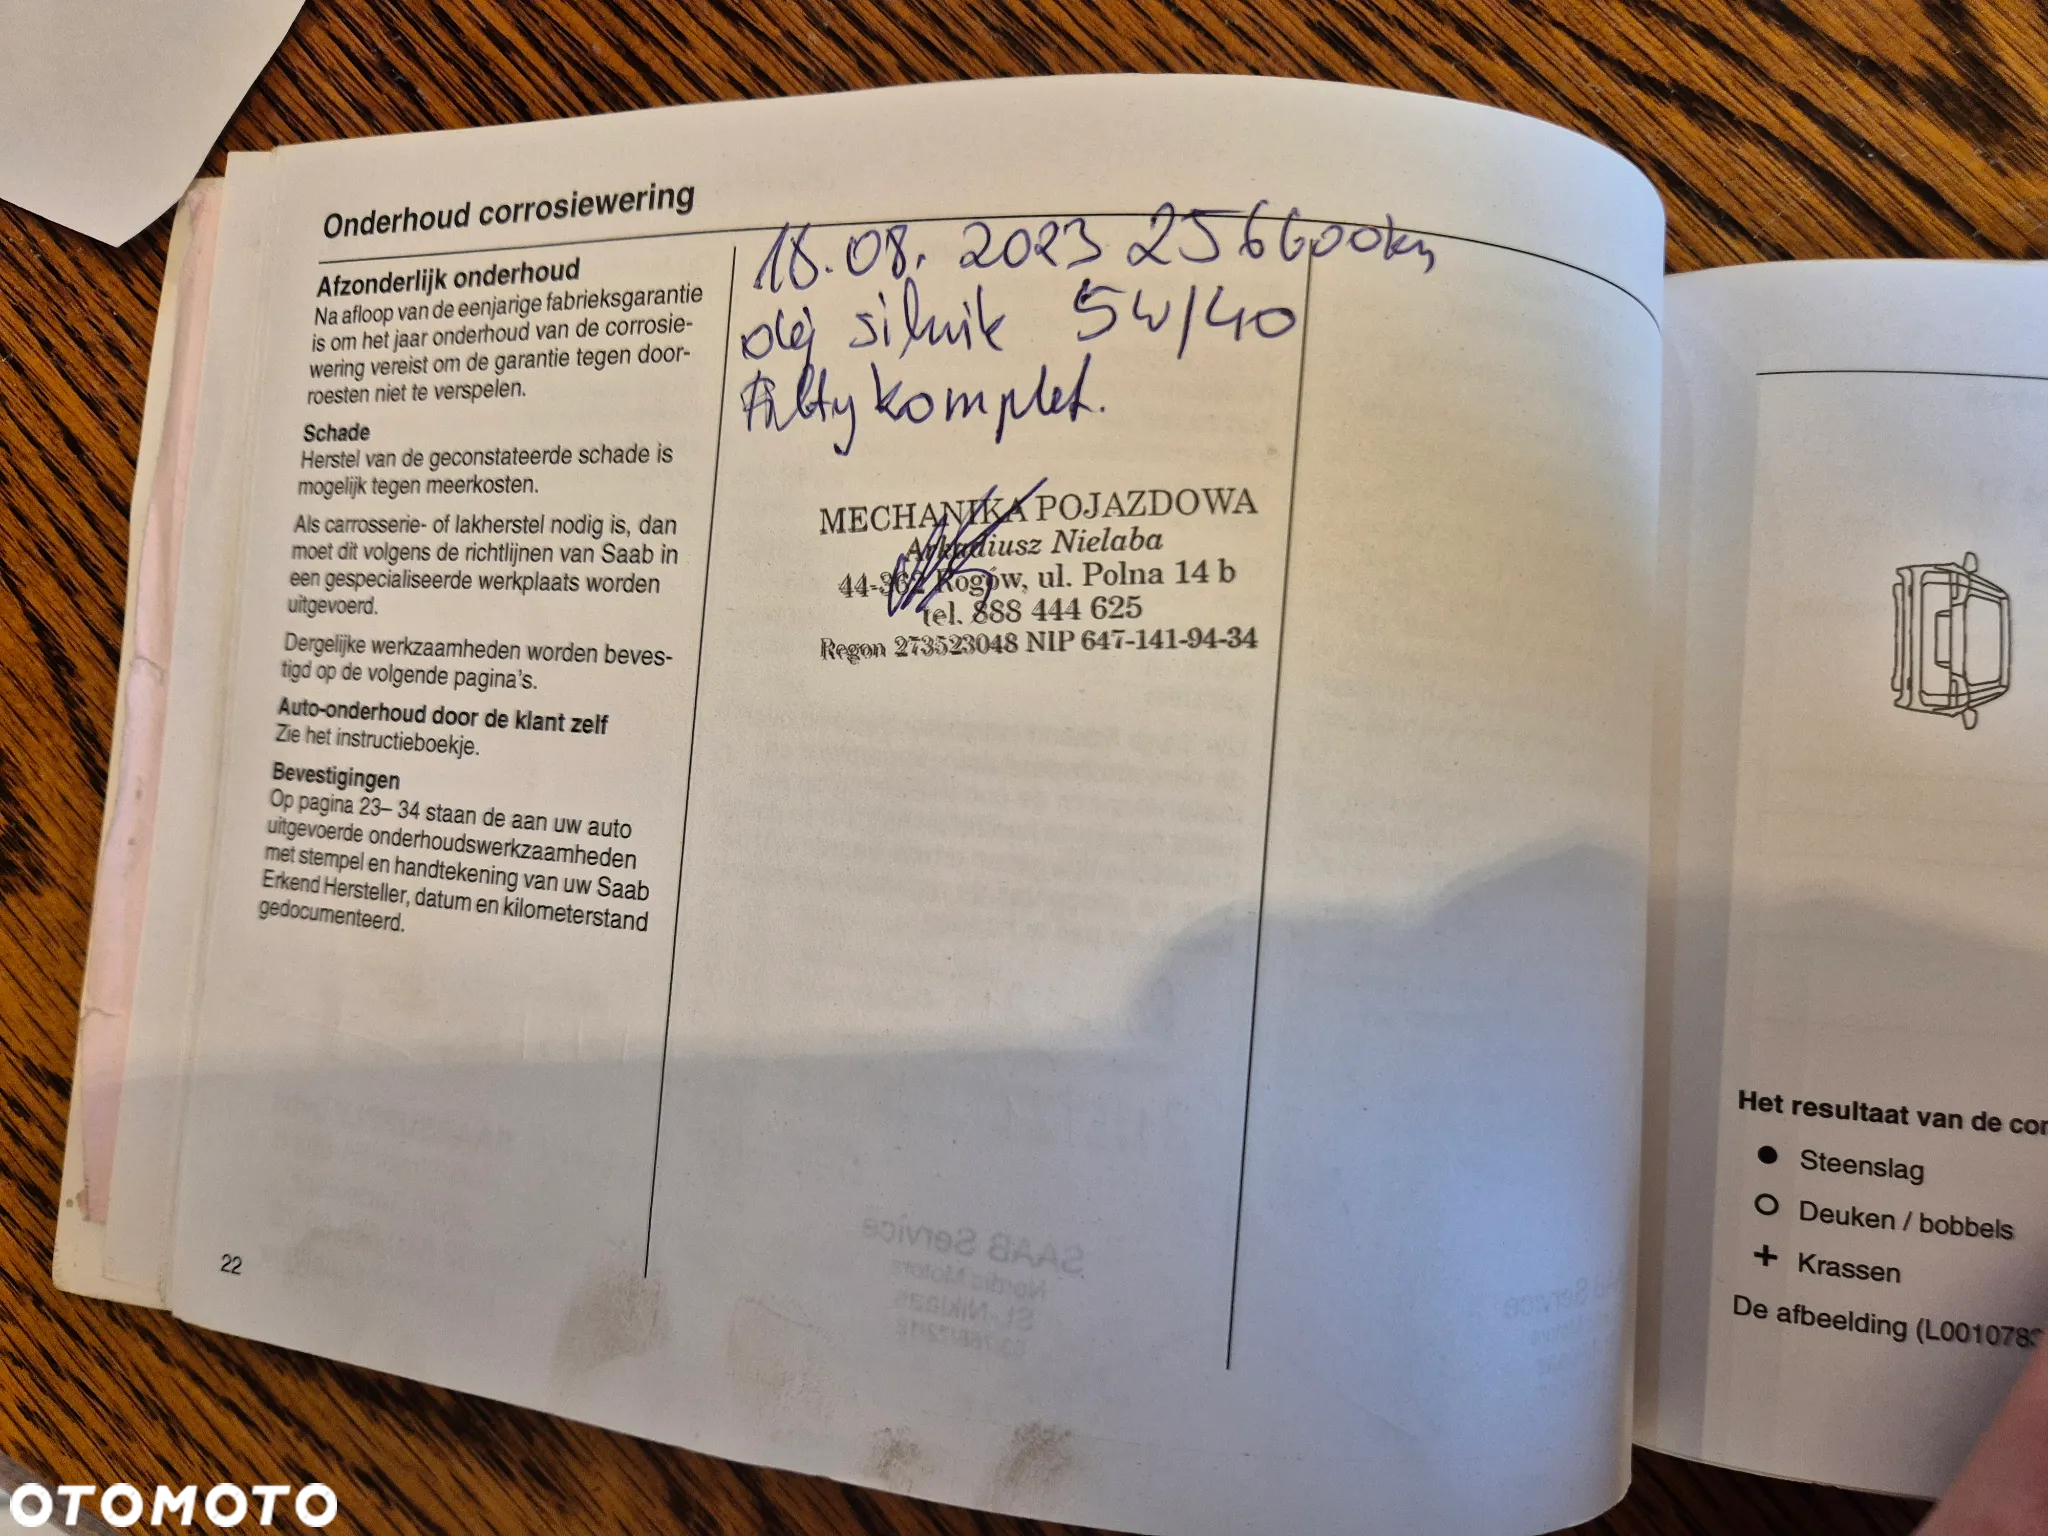 Onderhoud corrosiewering
Afzonderlijk onderhoud
Na afloop van de eenjarige fabrieksgarantie
is om het jaar onderhoud van de corrosie-
wering vereist om de garantie tegen door-
roesten niet te verspelen.
Schade
Herstel van de geconstateerde schade is
mogelijk tegen meerkosten.
Als carrosserie- of lakherstel nodig is, dan
moet dit volgens de richtlijnen van Saab in
een gespecialiseerde werkplaats worden
uitgevoerd.
Dergelijke werkzaamheden worden beves-
tigd op de volgende pagina's.
Auto-onderhoud door de klant zelf
Zie het instructieboekje.
Bevestigingen
Op pagina 23– 34 staan de aan uw auto
uitgevoerde onderhoudswerkzaamheden
met stempel en handtekening van uw Saab
Erkend Hersteller, datum en kilometerstand
gedocumenteerd.
22
18.08.2023 256600km
olej silnik 5w/40
Filtry komplet.
MECHANIKA POJAZDOWA
Arkadiusz Nielaba
44-362 Rogów, ul. Polna 14 b
tel. 888 444 625
Regon 273523048 NIP 647-141-94-34
SAAB Service
Nordic Motors
St.-Niklaas
Het resultaat van de cor
● Steenslag
○ Deuken / bobbels
+ Krassen
De afbeelding (L001078
OTOMOTO